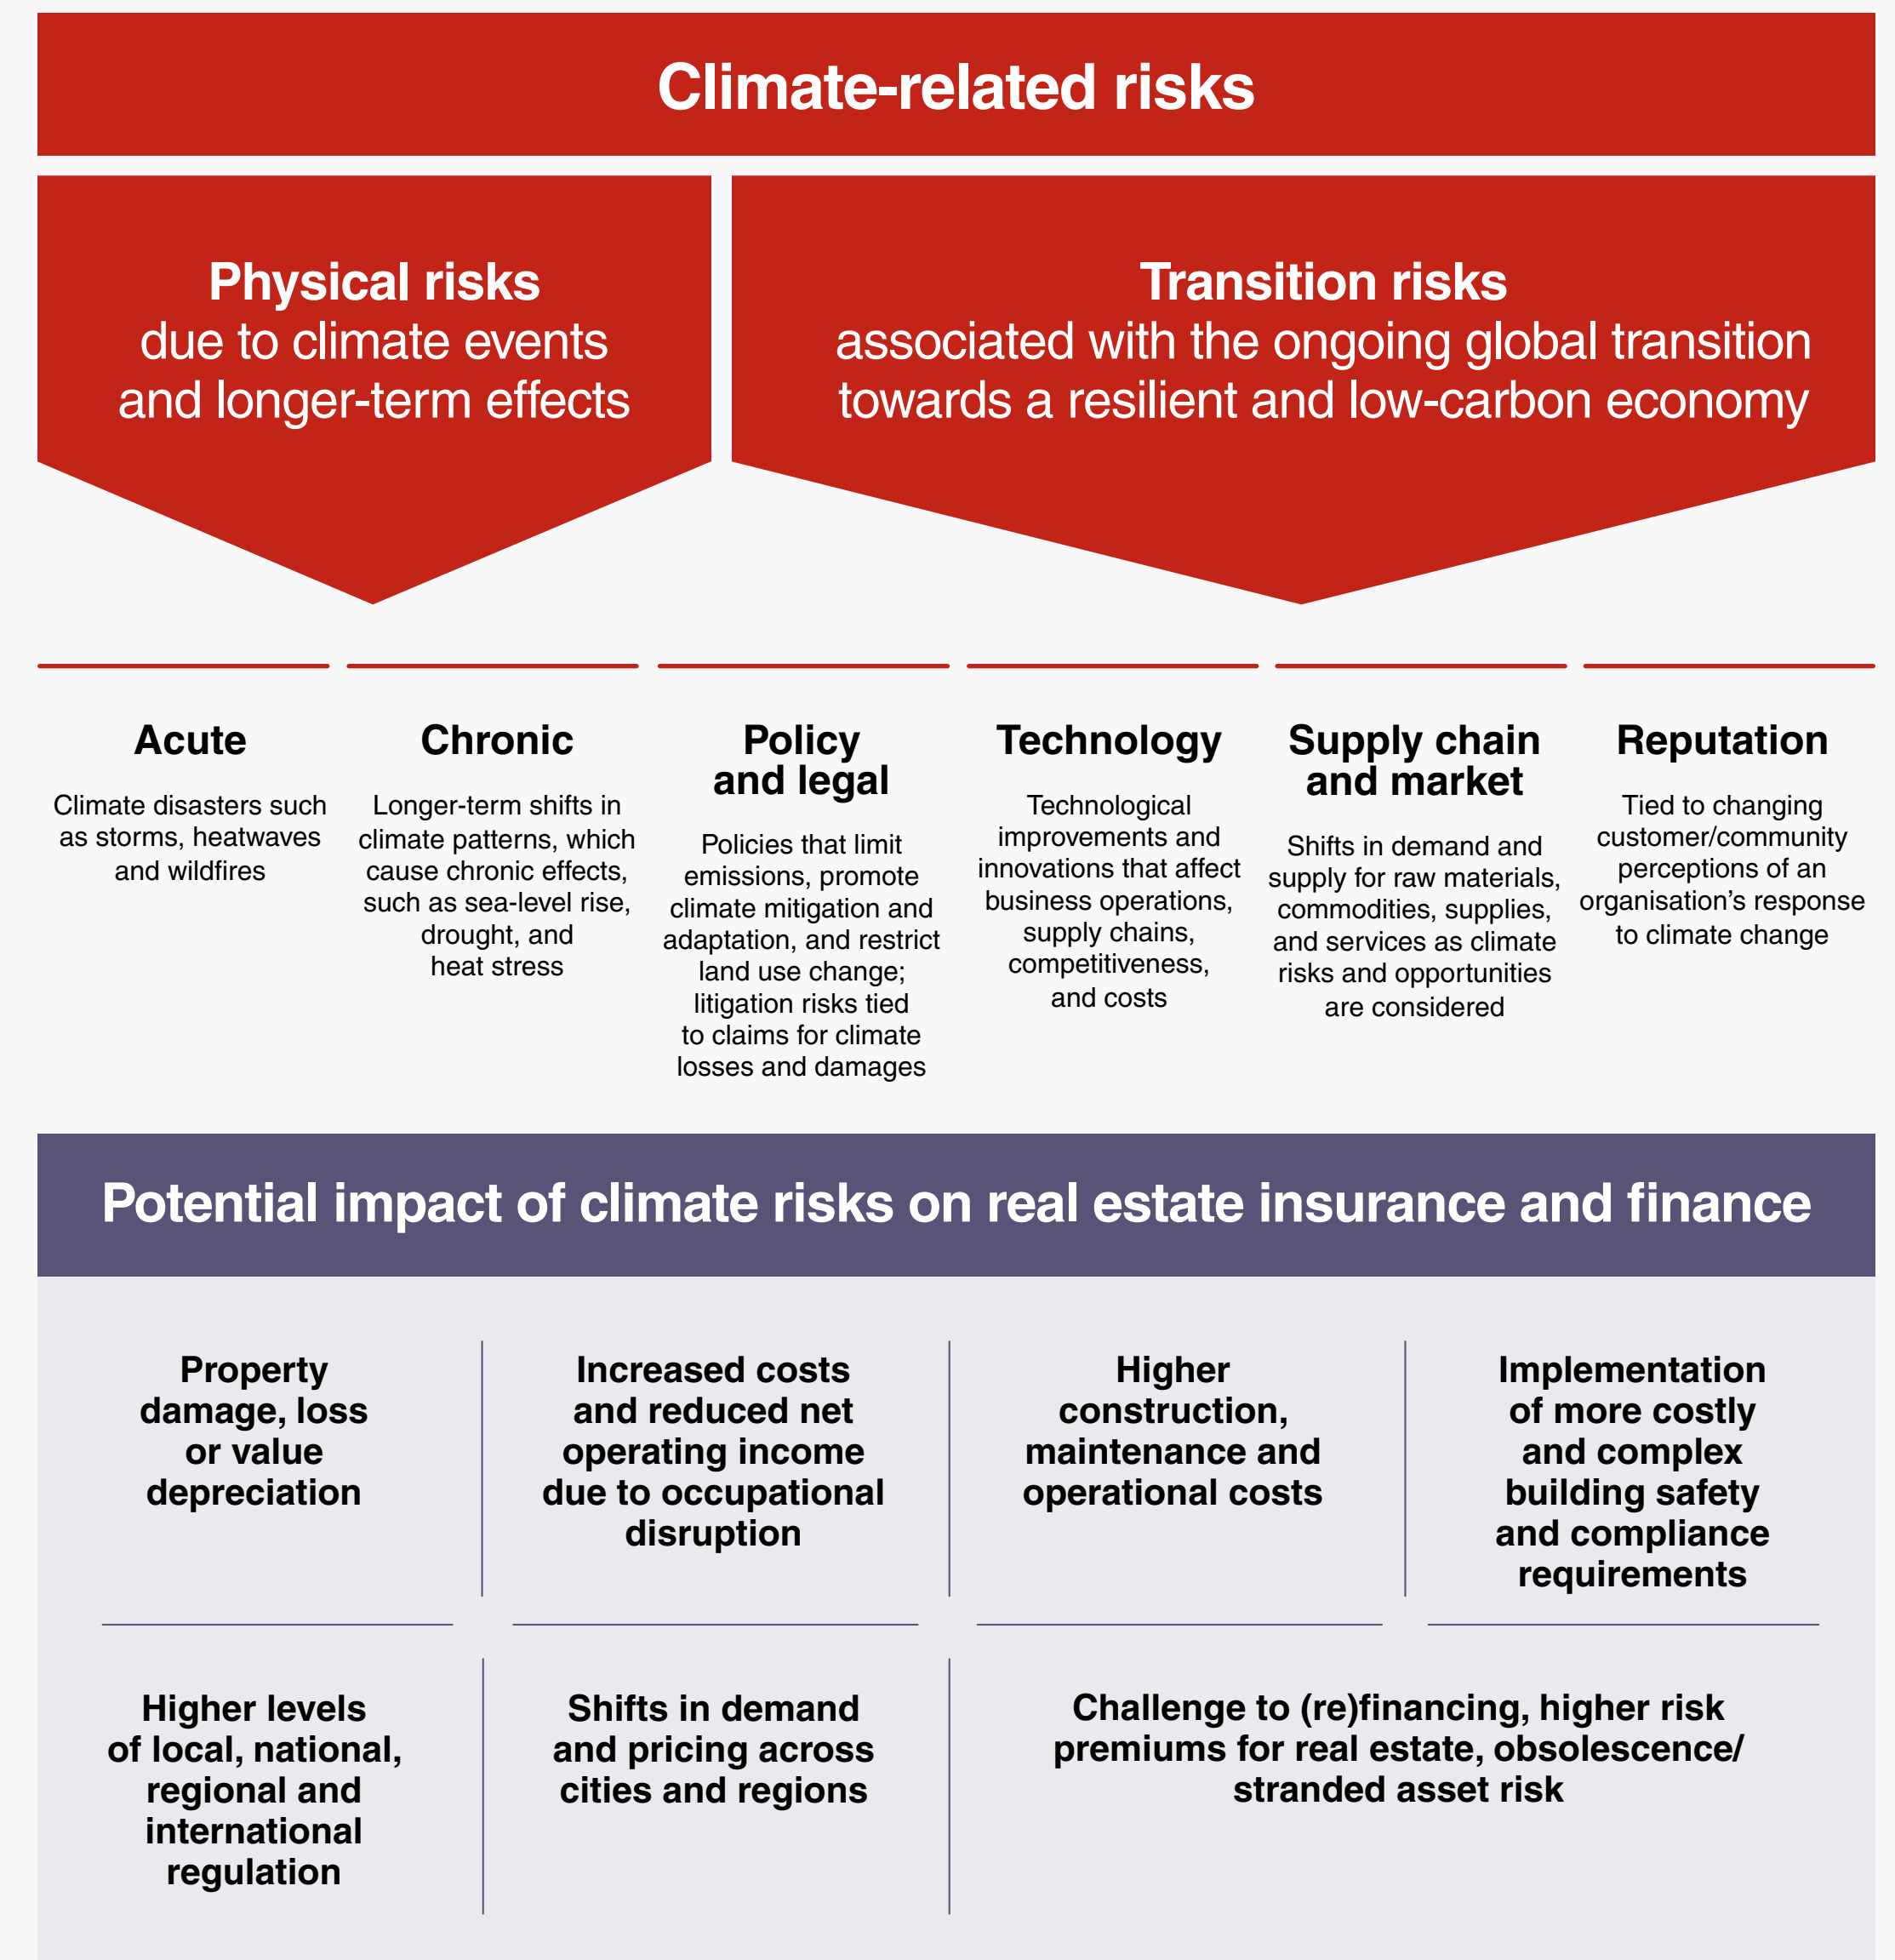 Climate-related risks
Physical risks
due to climate events
and longer-term effects
Transition risks
associated with the ongoing global transition
towards a resilient and low-carbon economy
Acute
Climate disasters such
as storms, heatwaves
and wildfires
Chronic
Longer-term shifts in
climate patterns, which
cause chronic effects,
such as sea-level rise,
drought, and
heat stress
Policy
and legal
Policies that limit
emissions, promote
climate mitigation and
adaptation, and restrict
land use change;
litigation risks tied
to claims for climate
losses and damages
Technology
Technological
improvements and
innovations that affect
business operations,
supply chains,
competitiveness,
and costs
Supply chain
and market
Shifts in demand and
supply for raw materials,
commodities, supplies,
and services as climate
risks and opportunities
are considered
Reputation
Tied to changing
customer/community
perceptions of an
organisation’s response
to climate change
Potential impact of climate risks on real estate insurance and finance
Property
damage, loss
or value
depreciation
Increased costs
and reduced net
operating income
due to occupational
disruption
Higher
construction,
maintenance and
operational costs
Implementation
of more costly
and complex
building safety
and compliance
requirements
Higher levels
of local, national,
regional and
international
regulation
Shifts in demand
and pricing across
cities and regions
Challenge to (re)financing, higher risk
premiums for real estate, obsolescence/
stranded asset risk